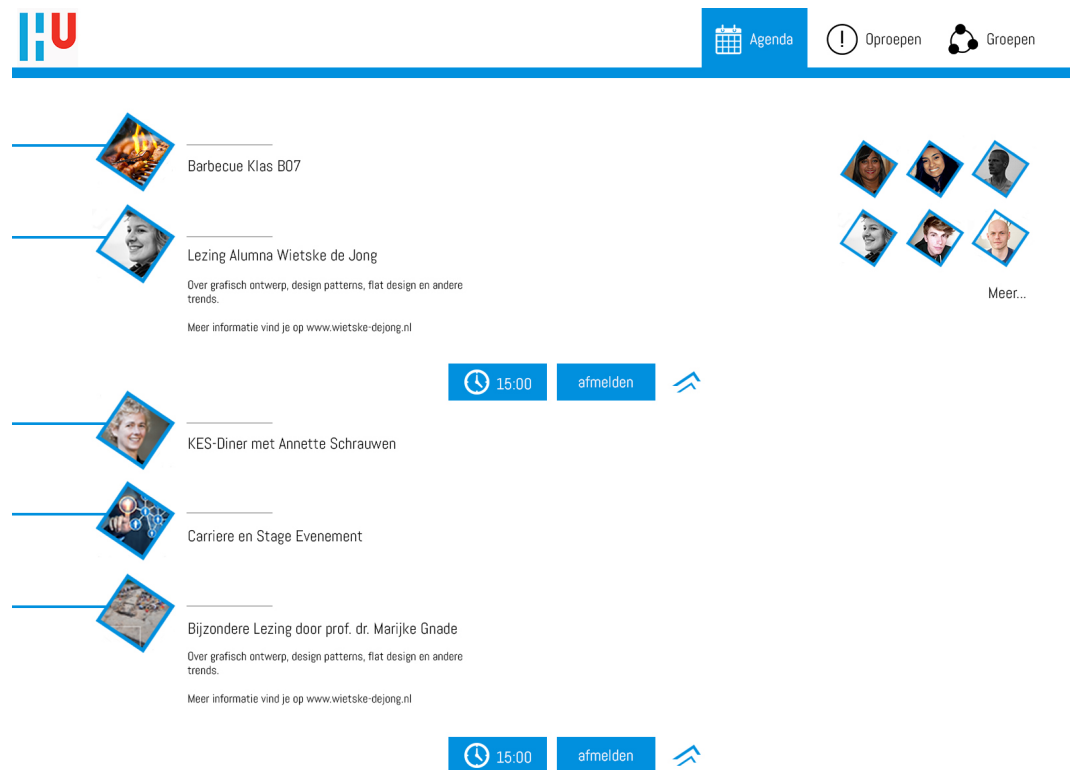 HU
Agenda
Oproepen
Groepen
Barbecue Klas B07
Lezing Alumna Wietske de Jong
Over grafisch ontwerp, design patterns, flat design en andere
trends.
Meer informatie vind je op www.wietske-dejong.nl
Meer...
15:00
afmelden
KES-Diner met Annette Schrauwen
Carriere en Stage Evenement
Bijzondere Lezing door prof. dr. Marijke Gnade
Over grafisch ontwerp, design patterns, flat design en andere
trends.
Meer informatie vind je op www.wietske-dejong.nl
15:00
afmelden